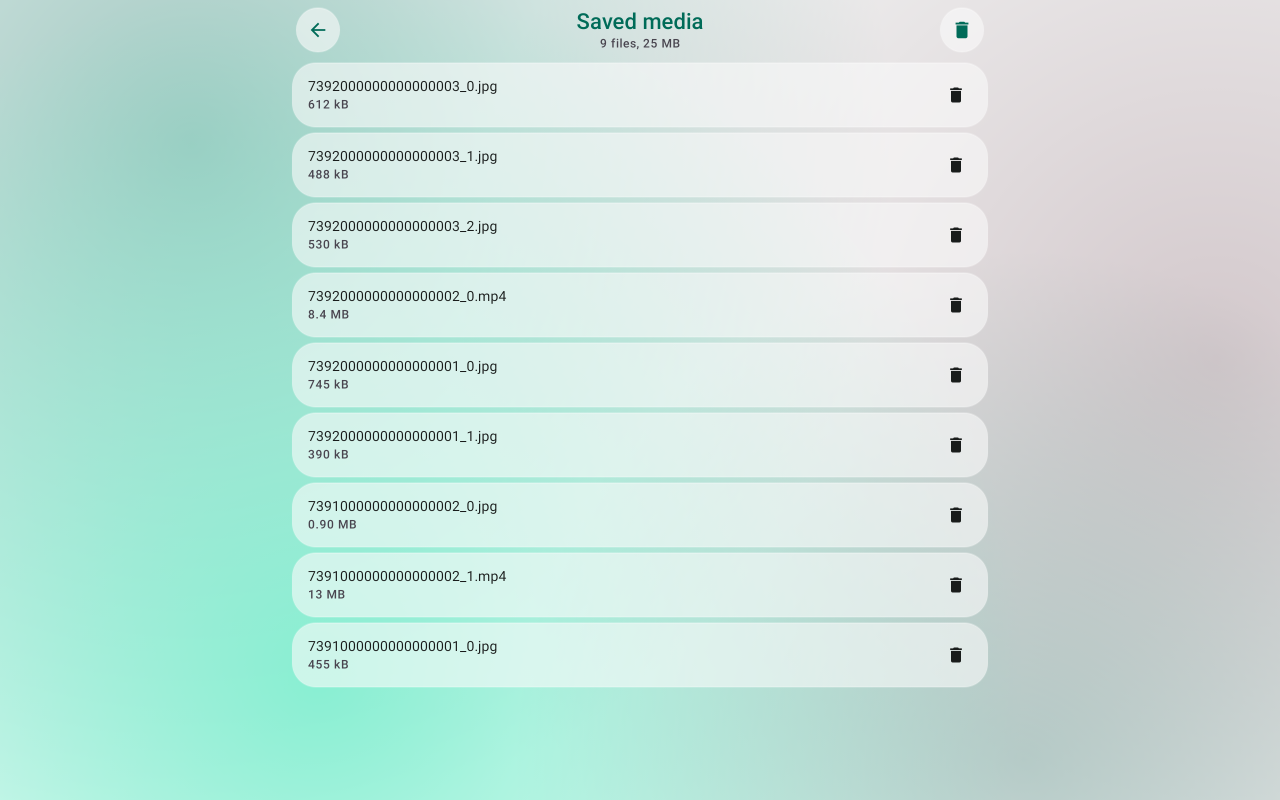 Saved media
9 files, 25 MB
7392000000000000003_0.jpg
612 kB
7392000000000000003_1.jpg
488 kB
7392000000000000003_2.jpg
530 kB
7392000000000000002_0.mp4
8.4 MB
7392000000000000001_0.jpg
745 kB
7392000000000000001_1.jpg
390 kB
7391000000000000002_0.jpg
0.90 MB
7391000000000000002_1.mp4
13 MB
7391000000000000001_0.jpg
455 kB